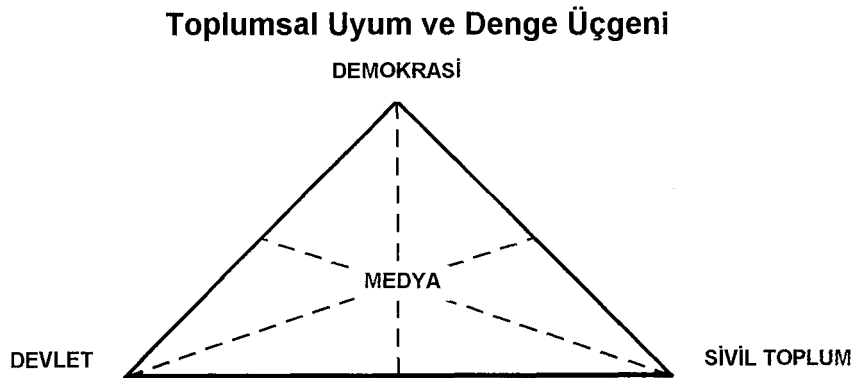 Toplumsal Uyum ve Denge Üçgeni
DEMOKRASİ
MEDYA
DEVLET
SİVİL TOPLUM